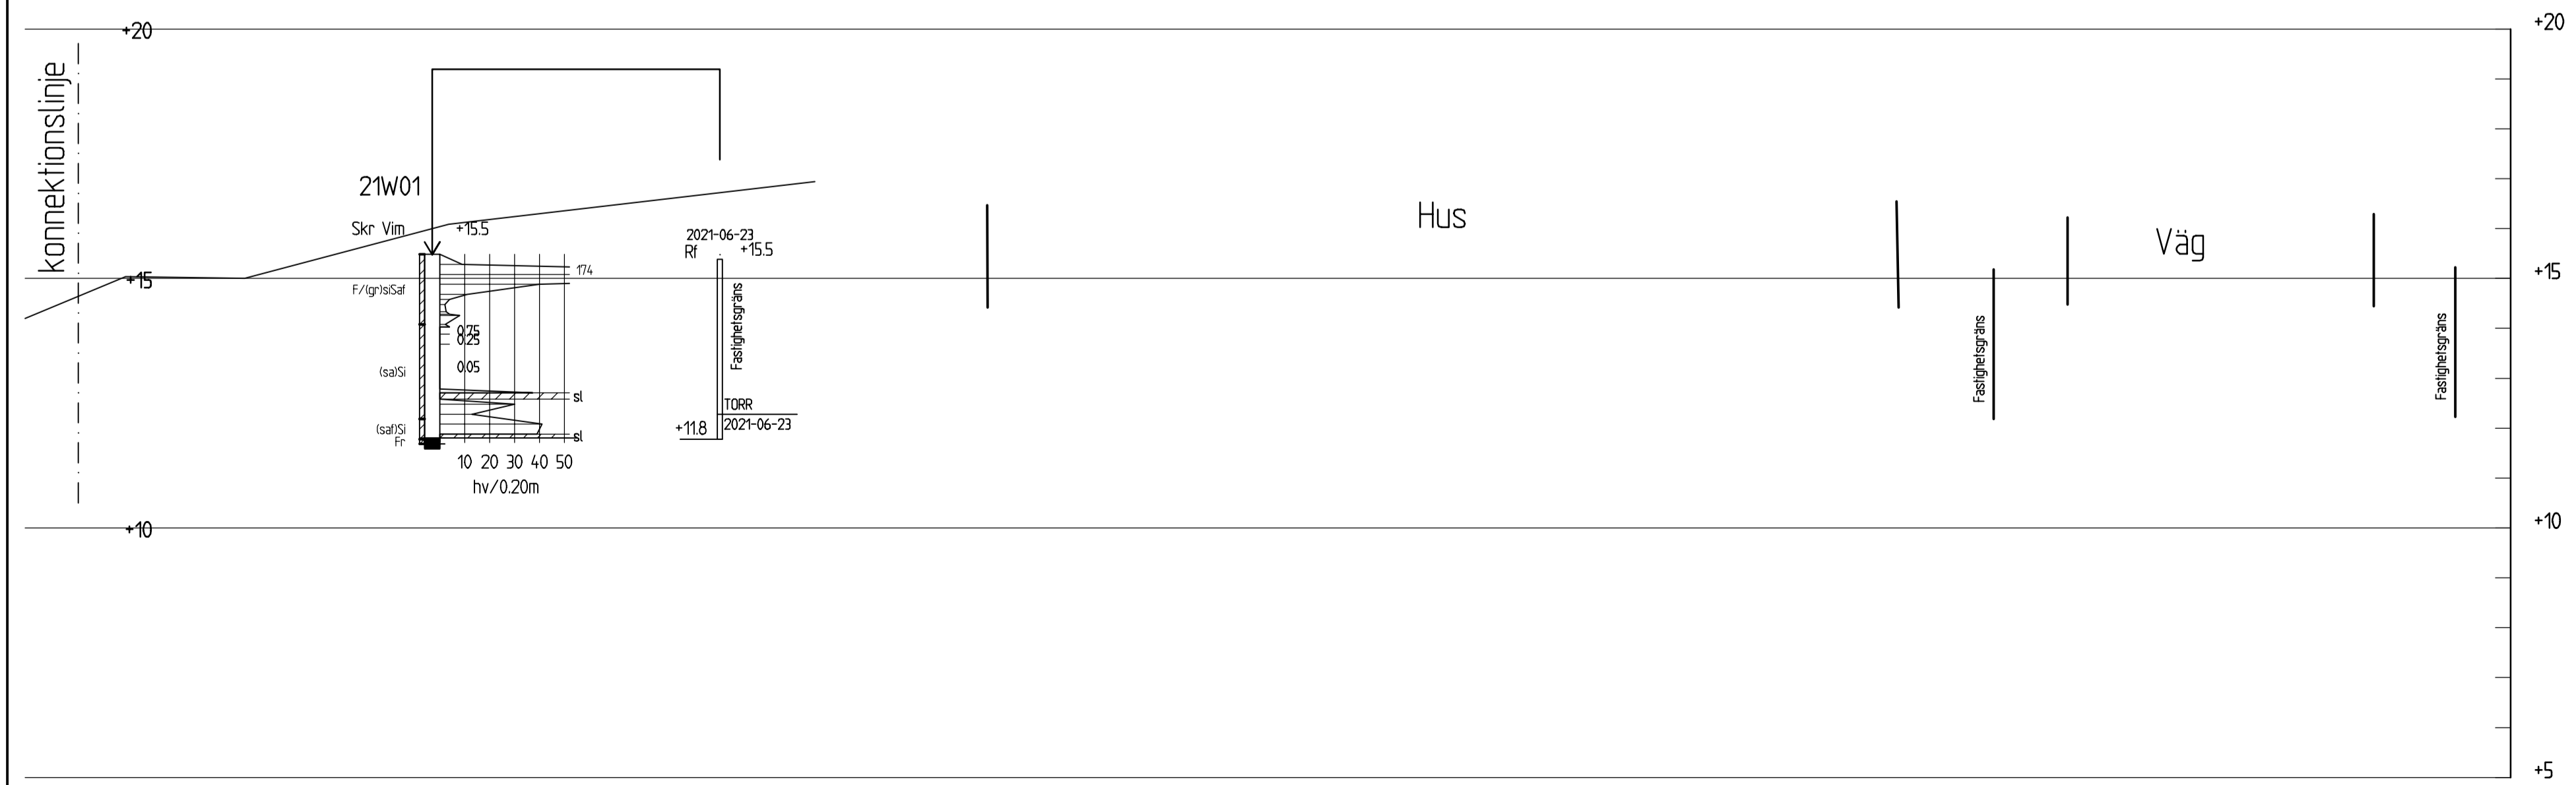 +20
+20
konnektionslinje
21W01
Skr Vim
+15.5
2021-06-23
Rf
+15.5
Hus
Väg
+15
174
+15
F/(gr)siSaf
Fastighetsgräns
0.75
0.25
Fastighetsgräns
Fastighetsgräns
(sa)Si
0.05
sl
TORR
2021-06-23
+11.8
(saf)Si
sl
Fr
10 20 30 40 50
hv/0.20m
+10
+10
+5